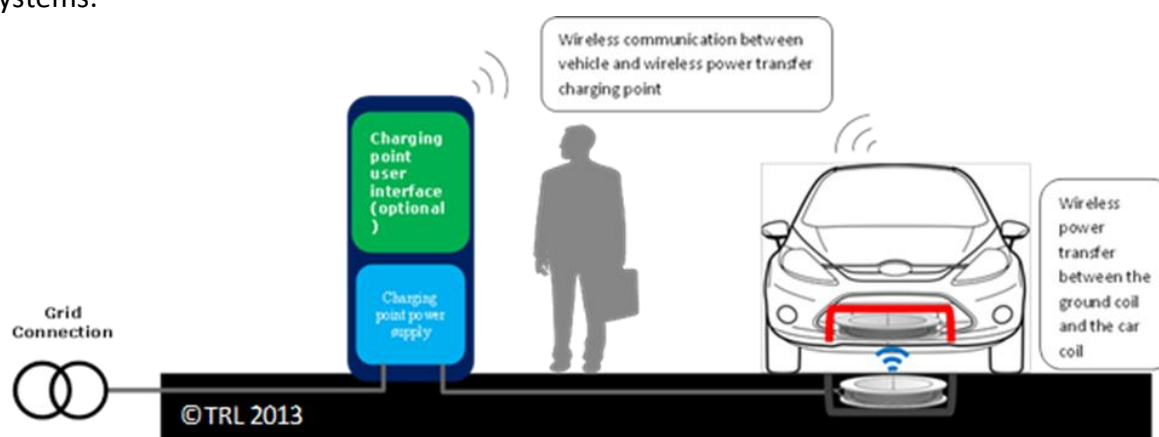 ystems.
Wireless communication between
vehicle and wireless power transfer
charging point
Charging
point
user
interface
(optional
)
Charging
point power
supply
Wireless
power
transfer
between the
ground coil
and the car
coil
Grid
Connection
©TRL 2013